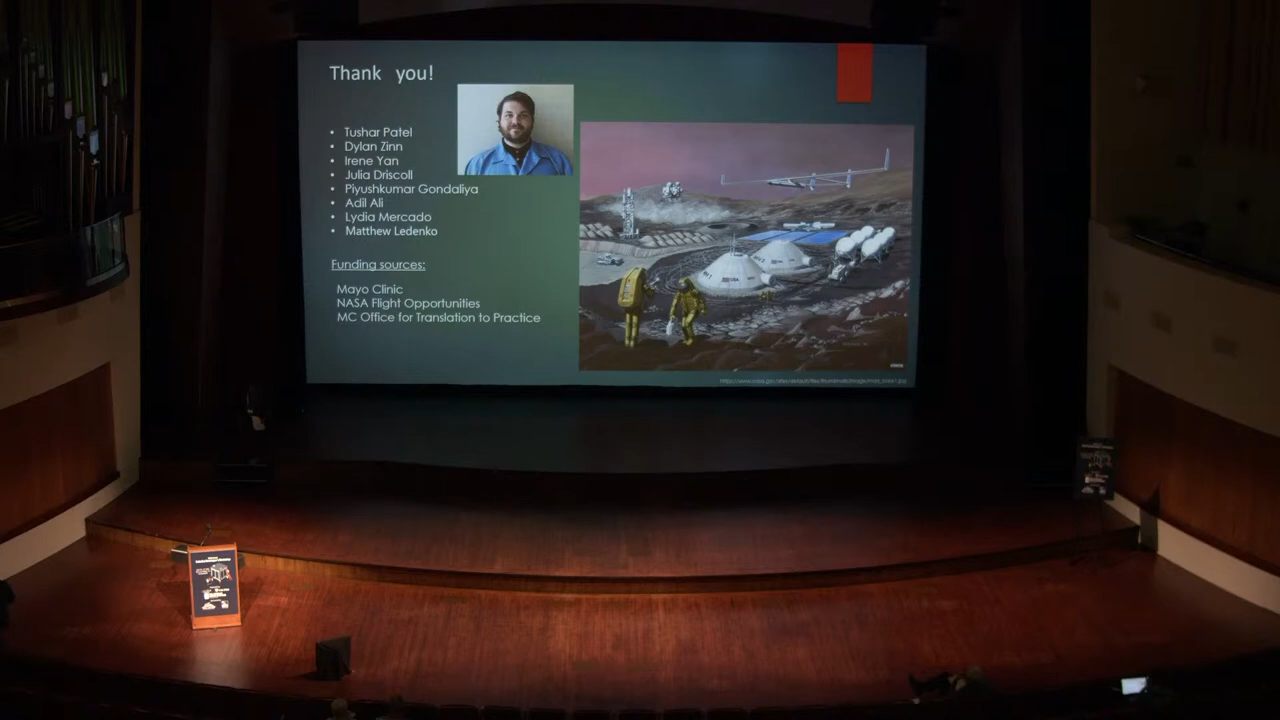 Thank you!
• Tushar Patel
• Dylan Zinn
• Irene Yan
• Julia Driscoll
• Piyushkumar Gondaliya
• Adil Ali
• Lydia Mercado
• Matthew Ledenko
Funding sources:
Mayo Clinic
NASA Flight Opportunities
MC Office for Translation to Practice